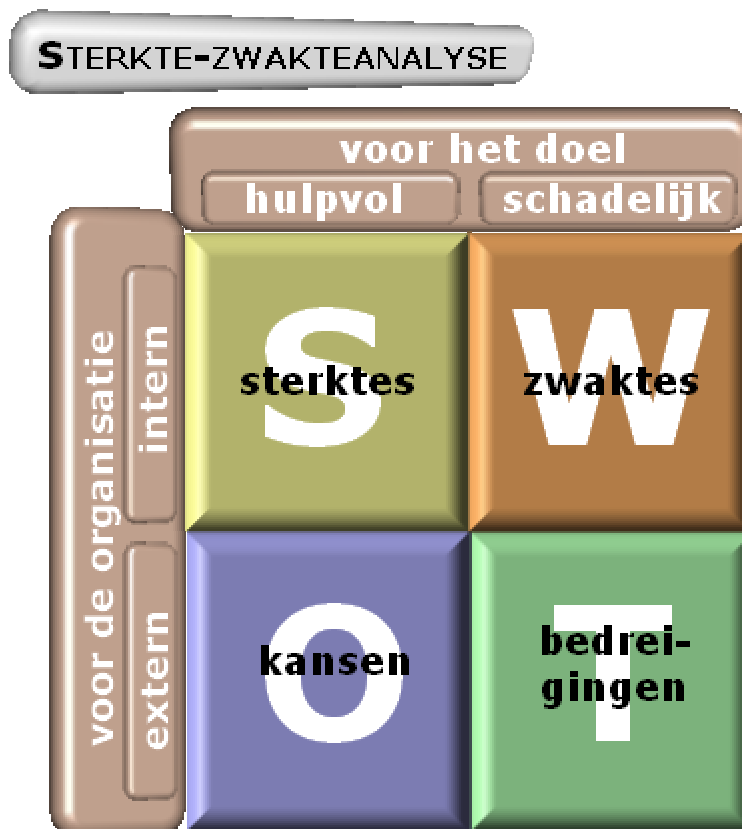 STERKTE-ZWAKTEANALYSE
voor het doel
hulpvol schadelijk
voor de organisatie
intern
extern
S
sterktes
W
zwaktes
O
kansen
T
bedrei-
gingen